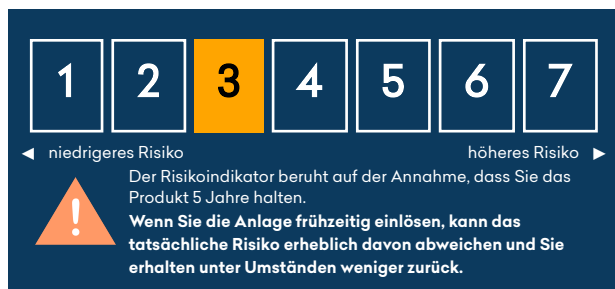 1 2 3 4 5 6 7
◄ niedrigeres Risiko höheres Risiko ►
Der Risikoindikator beruht auf der Annahme, dass Sie das
Produkt 5 Jahre halten.
Wenn Sie die Anlage frühzeitig einlösen, kann das
tatsächliche Risiko erheblich davon abweichen und Sie
erhalten unter Umständen weniger zurück.
!